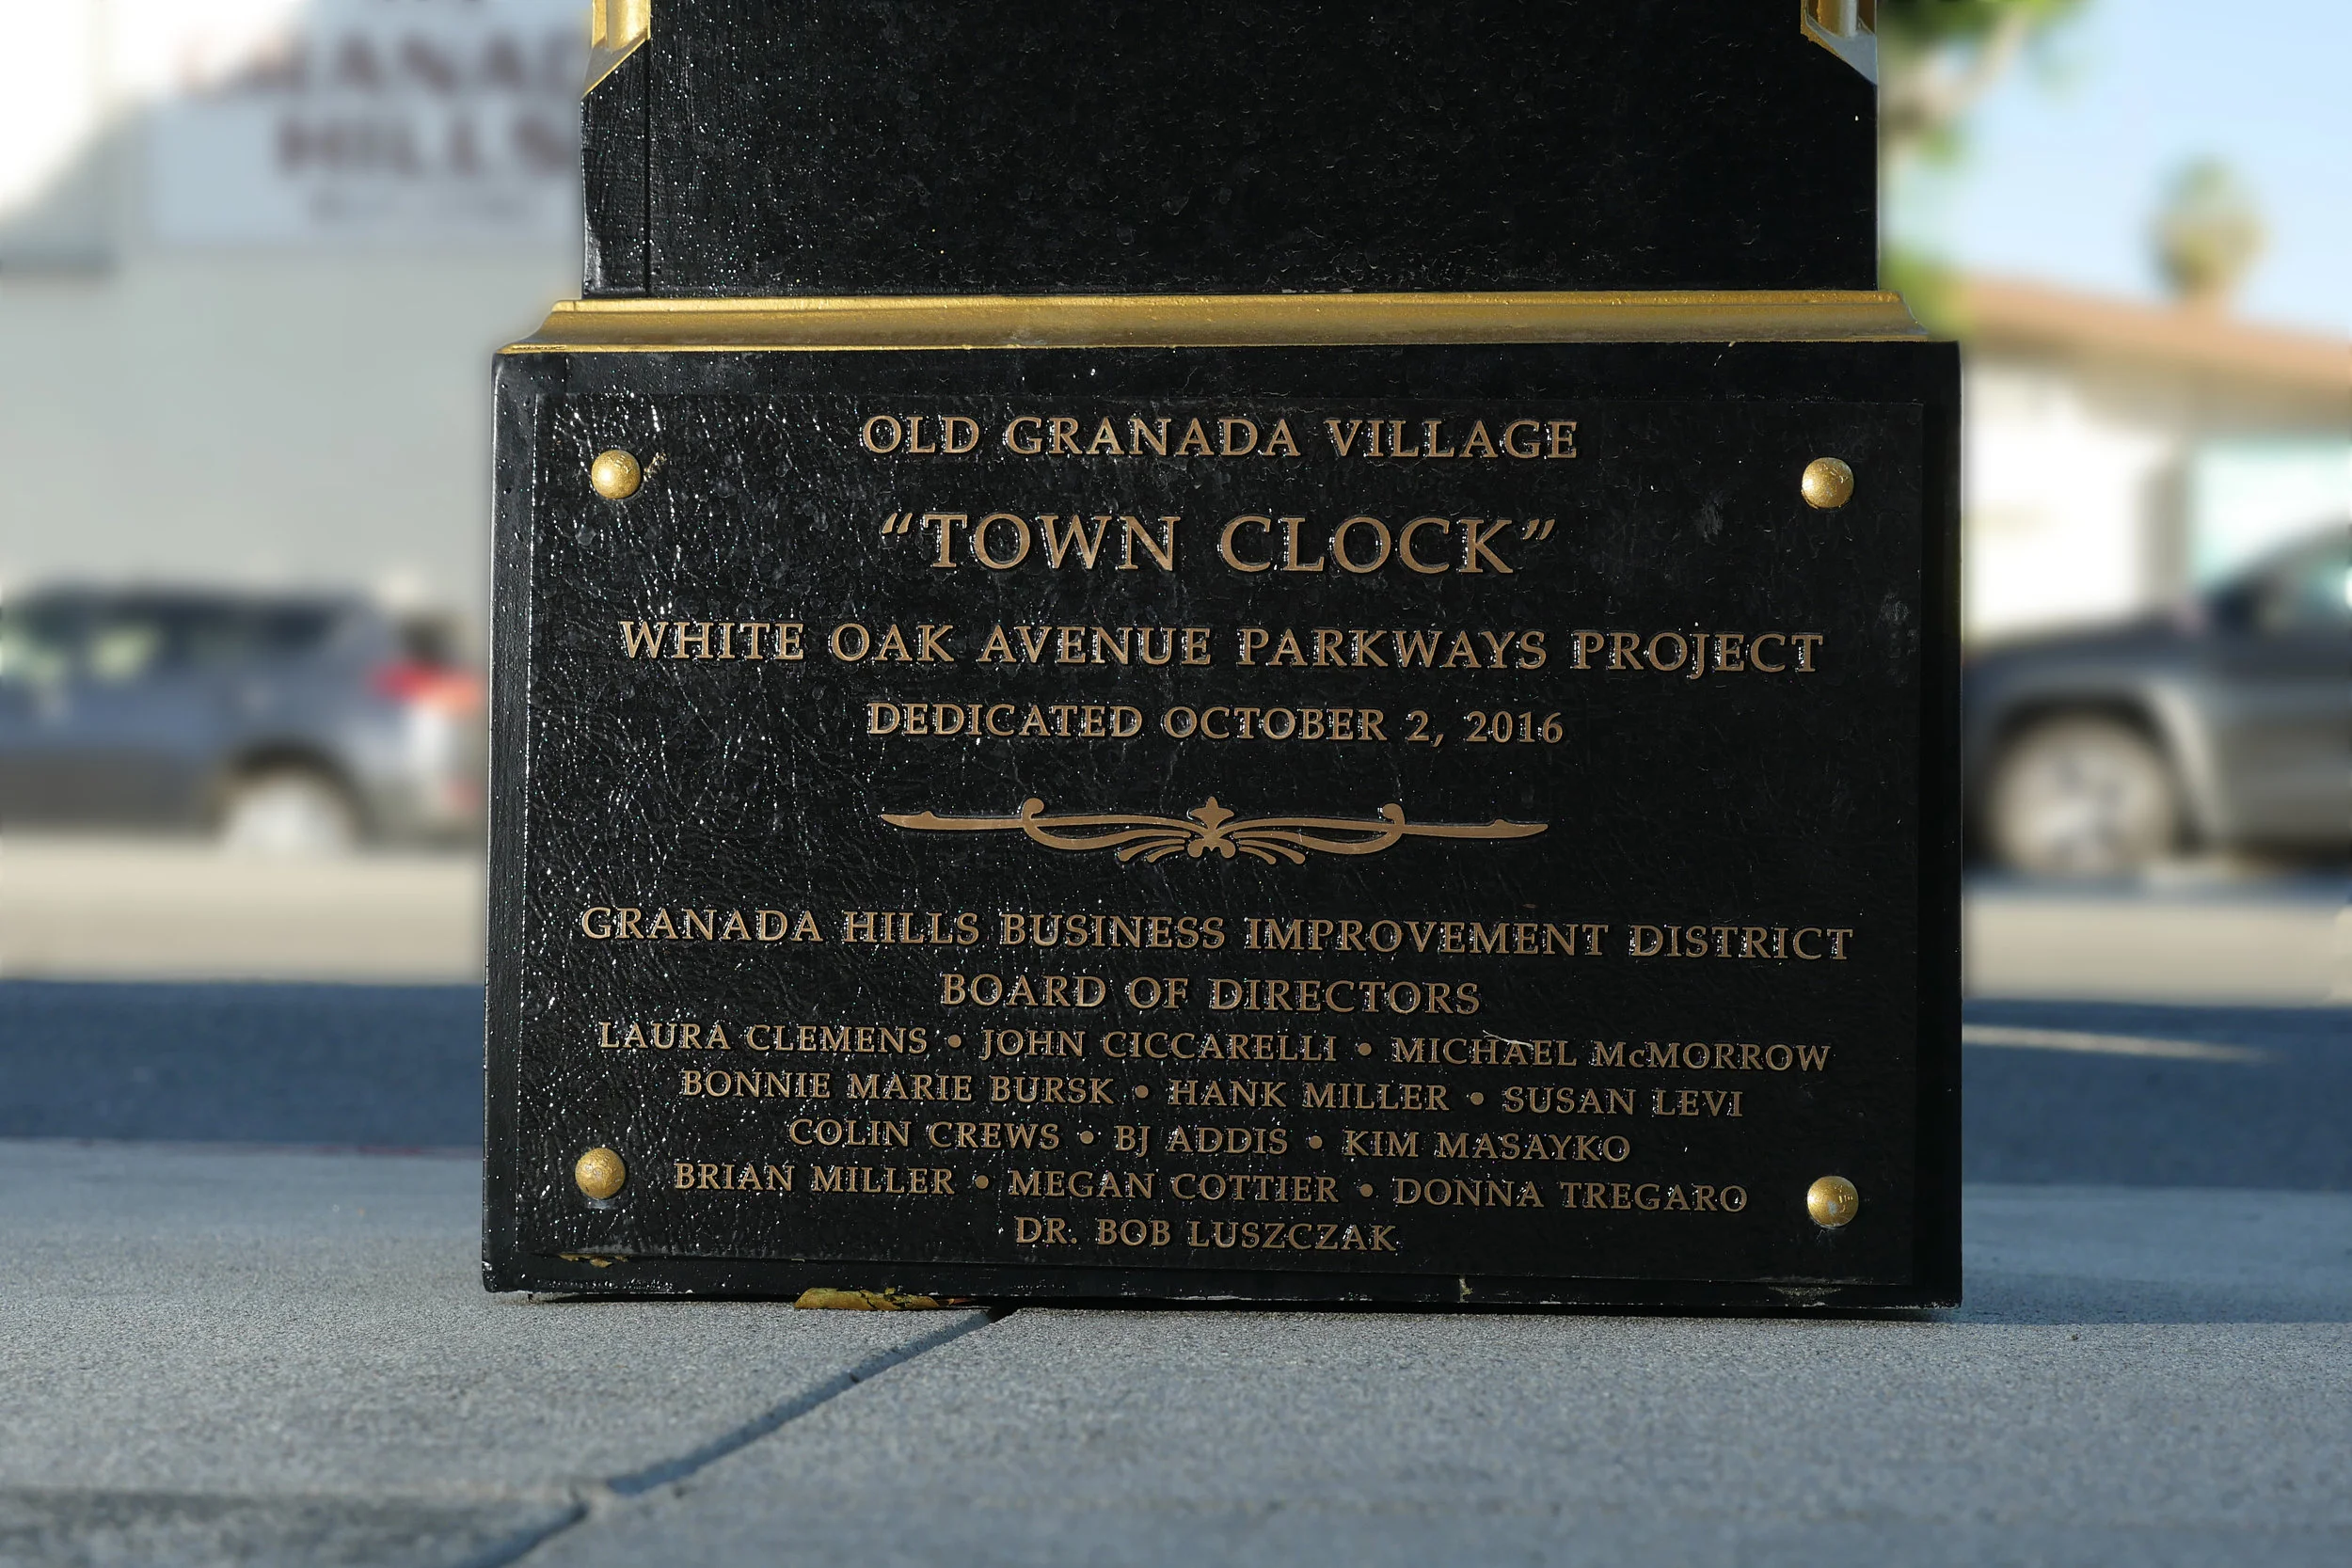 HILLS
OLD GRANADA VILLAGE
“TOWN CLOCK”
WHITE OAK AVENUE PARKWAYS PROJECT
DEDICATED OCTOBER 2, 2016
GRANADA HILLS BUSINESS IMPROVEMENT DISTRICT
BOARD OF DIRECTORS
LAURA CLEMENS • JOHN CICCARELLI • MICHAEL McMORROW
BONNIE MARIE BURSK • HANK MILLER • SUSAN LEVI
COLIN CREWS • BJ ADDIS • KIM MASAYKO
BRIAN MILLER • MEGAN COTTIER • DONNA TREGARO
DR. BOB LUSZCZAK